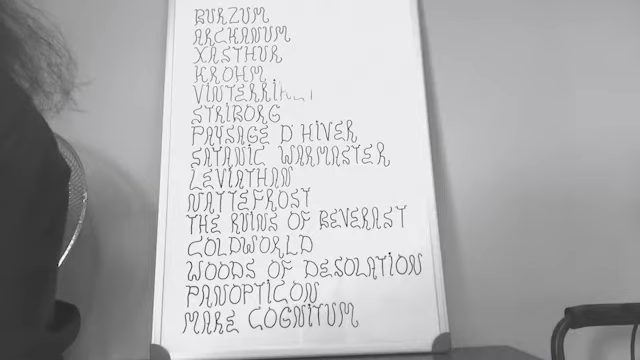 BURZUM
ARCKANUM
XASTHUR
KROHM
STRIBORG
PAYSAGE D'HIVER
SATANIC WARMASTER
LEVIATHAN
NATTEFROST
THE RUINS OF BEVERAST
COLDWORLD
WOODS OF DESOLATION
PANOPTICON
MARE COGNITUM